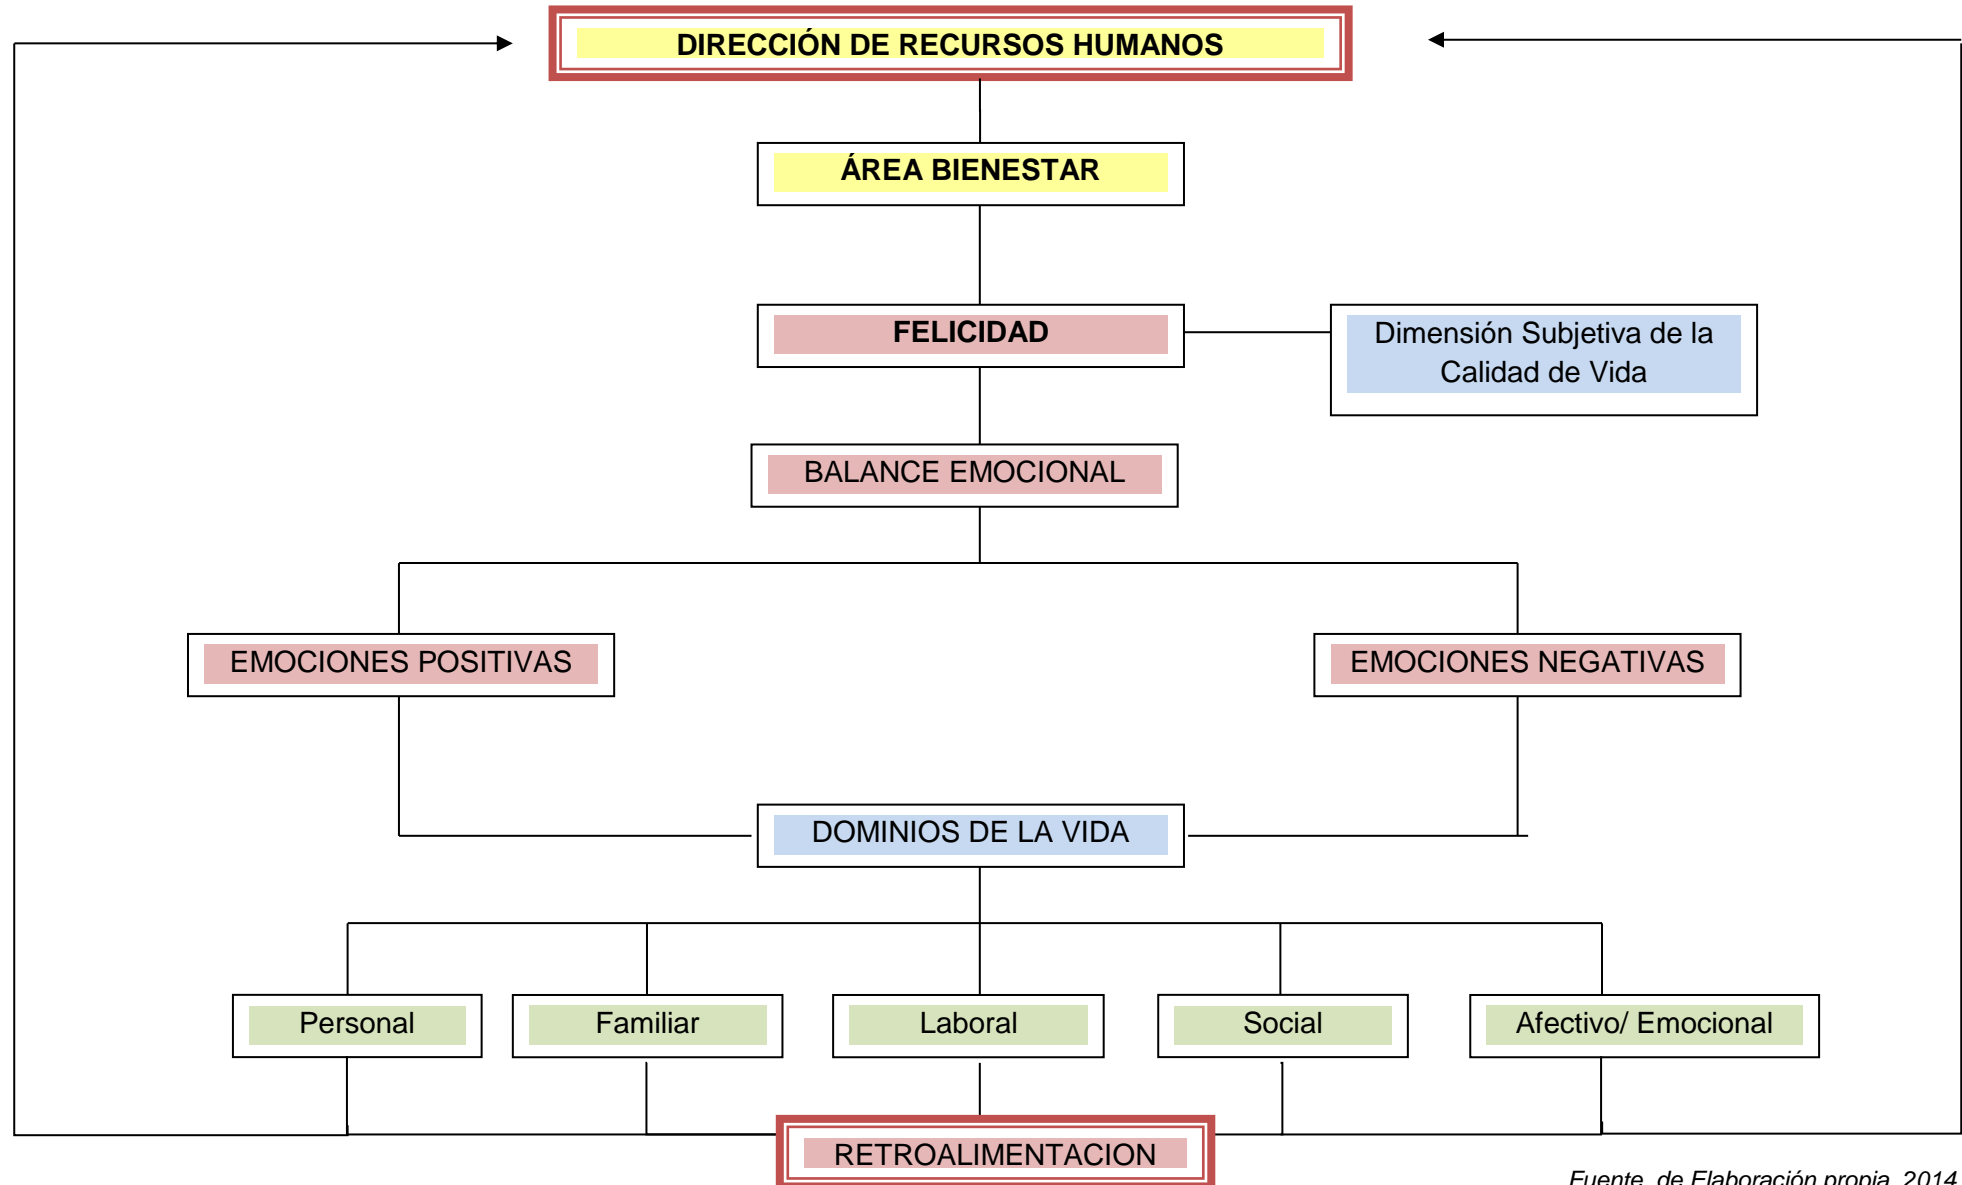 DIRECCIÓN DE RECURSOS HUMANOS
ÁREA BIENESTAR
FELICIDAD
Dimensión Subjetiva de la
Calidad de Vida
BALANCE EMOCIONAL
EMOCIONES POSITIVAS
EMOCIONES NEGATIVAS
DOMINIOS DE LA VIDA
Personal
Familiar
Laboral
Social
Afectivo/ Emocional
RETROALIMENTACION
Fuente de Elaboración propia 2014